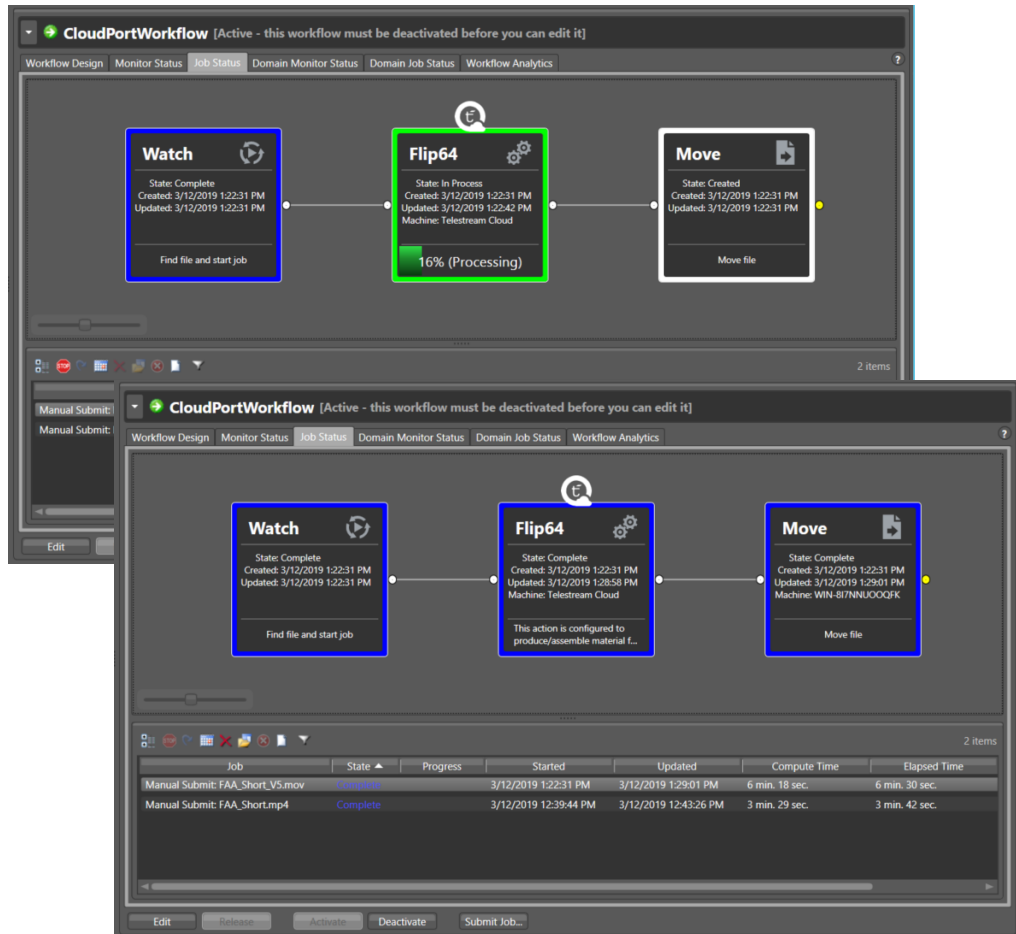 CloudPortWorkflow [Active - this workflow must be deactivated before you can edit it]
Workflow Design Monitor Status Job Status Domain Monitor Status Domain Job Status Workflow Analytics ?
Watch
State: Complete
Created: 3/12/2019 1:22:31 PM
Updated: 3/12/2019 1:22:31 PM
Find file and start job
Flip64
State: In Process
Created: 3/12/2019 1:22:31 PM
Updated: 3/12/2019 1:22:42 PM
Machine: Telestream Cloud
16% (Processing)
Move
State: Created
Created: 3/12/2019 1:22:31 PM
Updated: 3/12/2019 1:22:31 PM
Move file
STOP
2 items
Manual Submit:
Manual Submit:
Edit
CloudPortWorkflow [Active - this workflow must be deactivated before you can edit it]
Workflow Design Monitor Status Job Status Domain Monitor Status Domain Job Status Workflow Analytics ?
Watch
State: Complete
Created: 3/12/2019 1:22:31 PM
Updated: 3/12/2019 1:22:31 PM
Find file and start job
Flip64
State: Complete
Created: 3/12/2019 1:22:31 PM
Updated: 3/12/2019 1:28:58 PM
Machine: Telestream Cloud
This action is configured to
produce/assemble material f...
Move
State: Complete
Created: 3/12/2019 1:22:31 PM
Updated: 3/12/2019 1:29:01 PM
Machine: WIN-8I7NNUOOQFK
Move file
STOP
2 items
Job State Progress Started Updated Compute Time Elapsed Time
Manual Submit: FAA_Short_V5.mov Complete 3/12/2019 1:22:31 PM 3/12/2019 1:29:01 PM 6 min. 18 sec. 6 min. 30 sec.
Manual Submit: FAA_Short.mp4 Complete 3/12/2019 12:39:44 PM 3/12/2019 12:43:26 PM 3 min. 29 sec. 3 min. 42 sec.
Edit Release Activate Deactivate Submit Job...